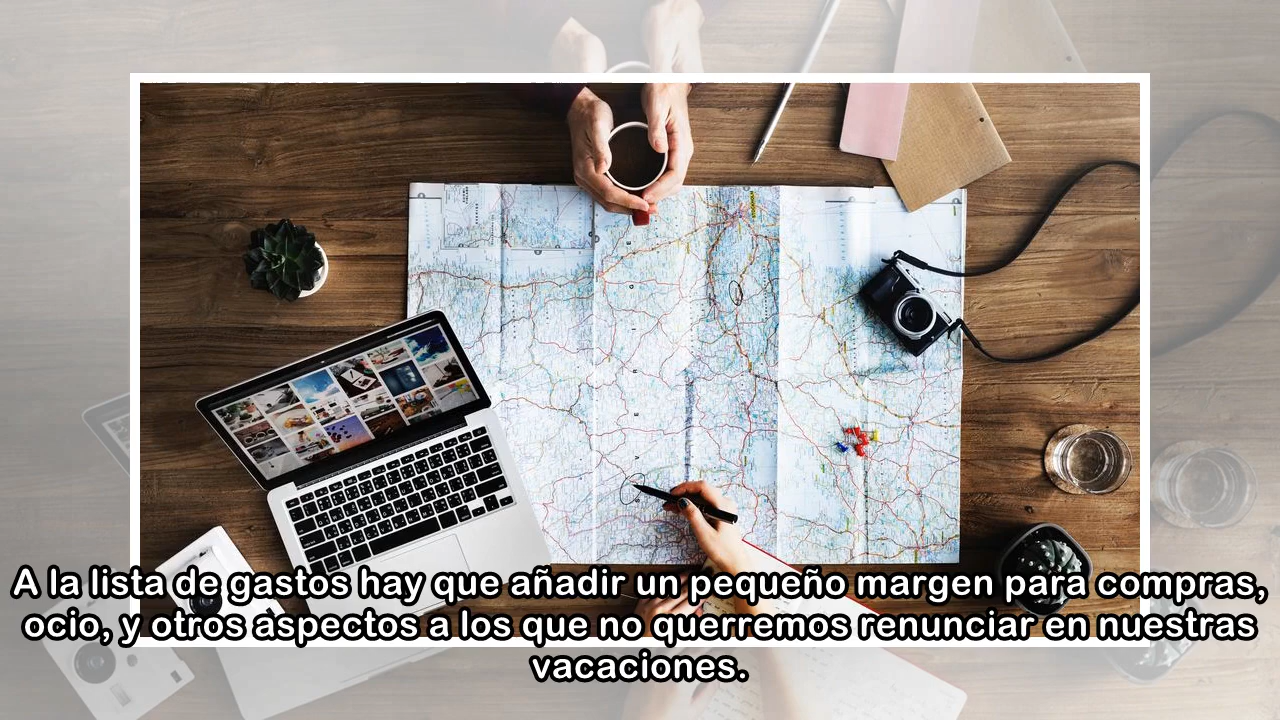 A la lista de gastos hay que añadir un pequeño margen para compras,
ocio, y otros aspectos a los que no querremos renunciar en nuestras
vacaciones.